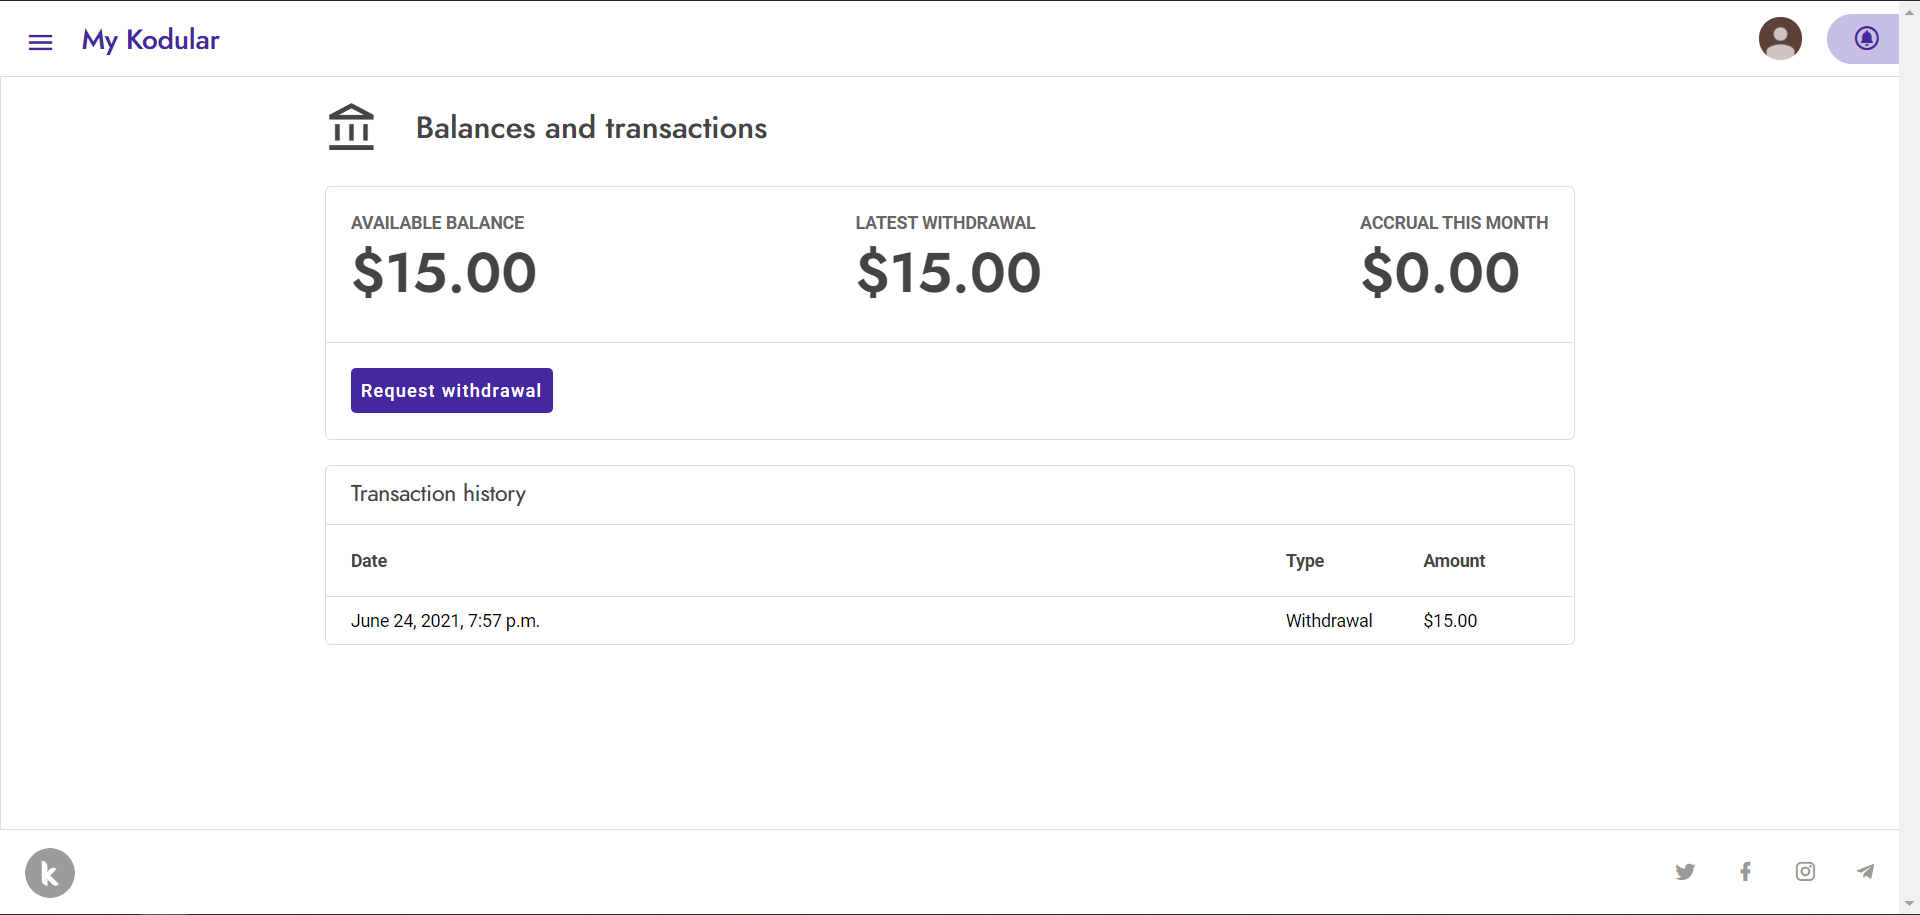 My Kodular
Balances and transactions
AVAILABLE BALANCE
$15.00
LATEST WITHDRAWAL
$15.00
ACCRUAL THIS MONTH
$0.00
Request withdrawal
Transaction history
Date Type Amount
June 24, 2021, 7:57 p.m. Withdrawal $15.00
k